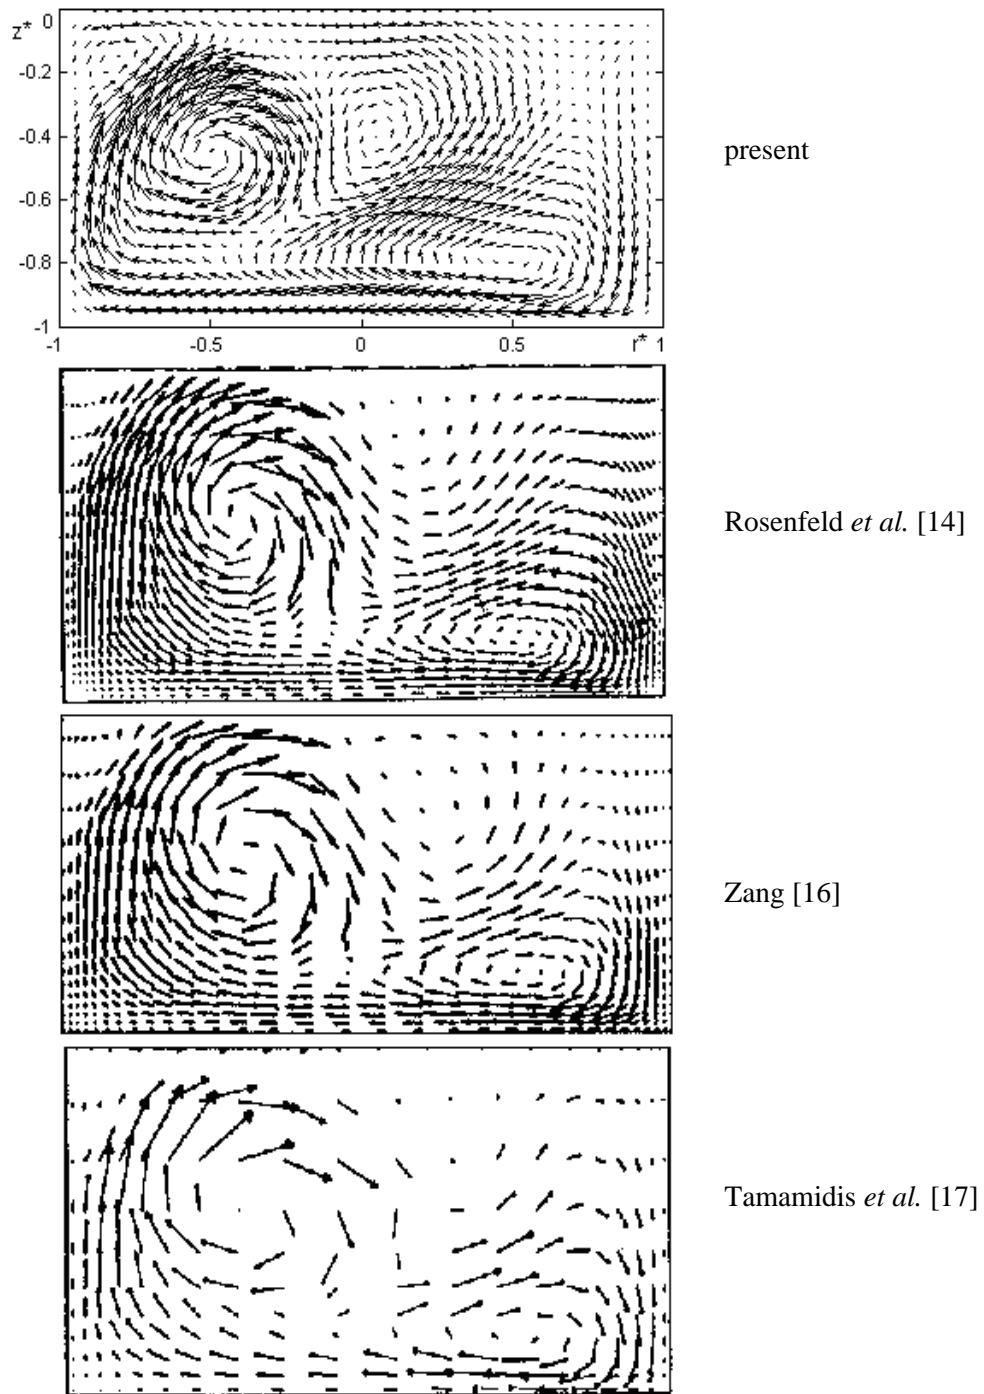 z* 0
-0.2
-0.4
present
-0.6
-0.8
-1
-1 -0.5 0 0.5 r* 1
Rosenfeld et al. [14]
Zang [16]
Tamamidis et al. [17]